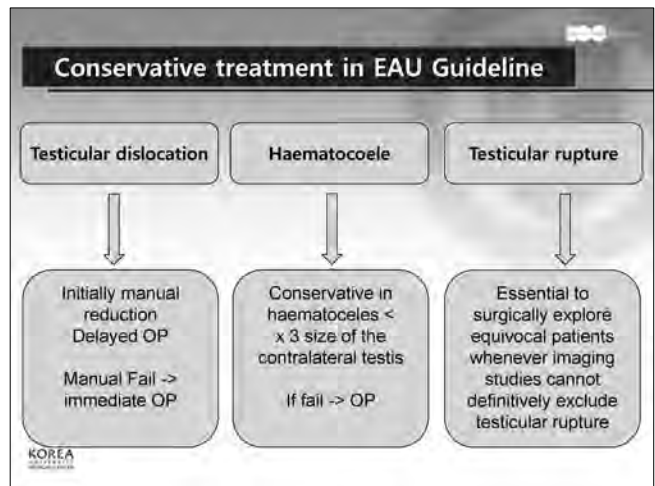 Conservative treatment in EAU Guideline
Testicular dislocation
Haematocoele
Testicular rupture
Initially manual
reduction
Delayed OP
Manual Fail ->
immediate OP
Conservative in
haematoceles <
x 3 size of the
contralateral testis
If fail -> OP
Essential to
surgically explore
equivocal patients
whenever imaging
studies cannot
definitively exclude
testicular rupture
KOREA